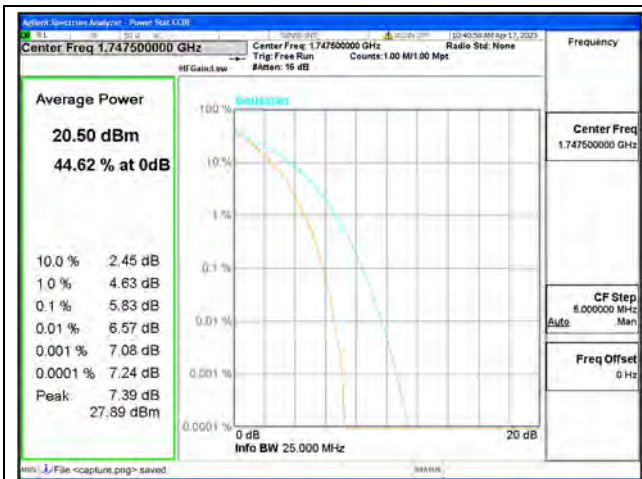 Agilent Spectrum Analyzer - Power Stat CCDF
Center Freq 1.747500000 GHz
Center Freq: 1.747500000 GHz
Trig: Free Run Counts:1.00 M/1.00 Mpt
#IFGain:Low #Atten: 16 dB
10:40:58 AM Apr 17, 2023
Radio Std: None
Average Power
20.50 dBm
44.62 % at 0dB
10.0 % 2.45 dB
1.0 % 4.63 dB
0.1 % 5.83 dB
0.01 % 6.57 dB
0.001 % 7.08 dB
0.0001 % 7.24 dB
Peak 7.39 dB
27.89 dBm
Gaussian
100 %
10 %
1 %
0.1 %
0.01 %
0.001 %
0.0001 %
0 dB 20 dB
Info BW 25.000 MHz
Frequency
Center Freq
1.747500000 GHz
CF Step
5.000000 MHz
Auto Man
Freq Offset
0 Hz
MSG File <capture.png> saved STATUS